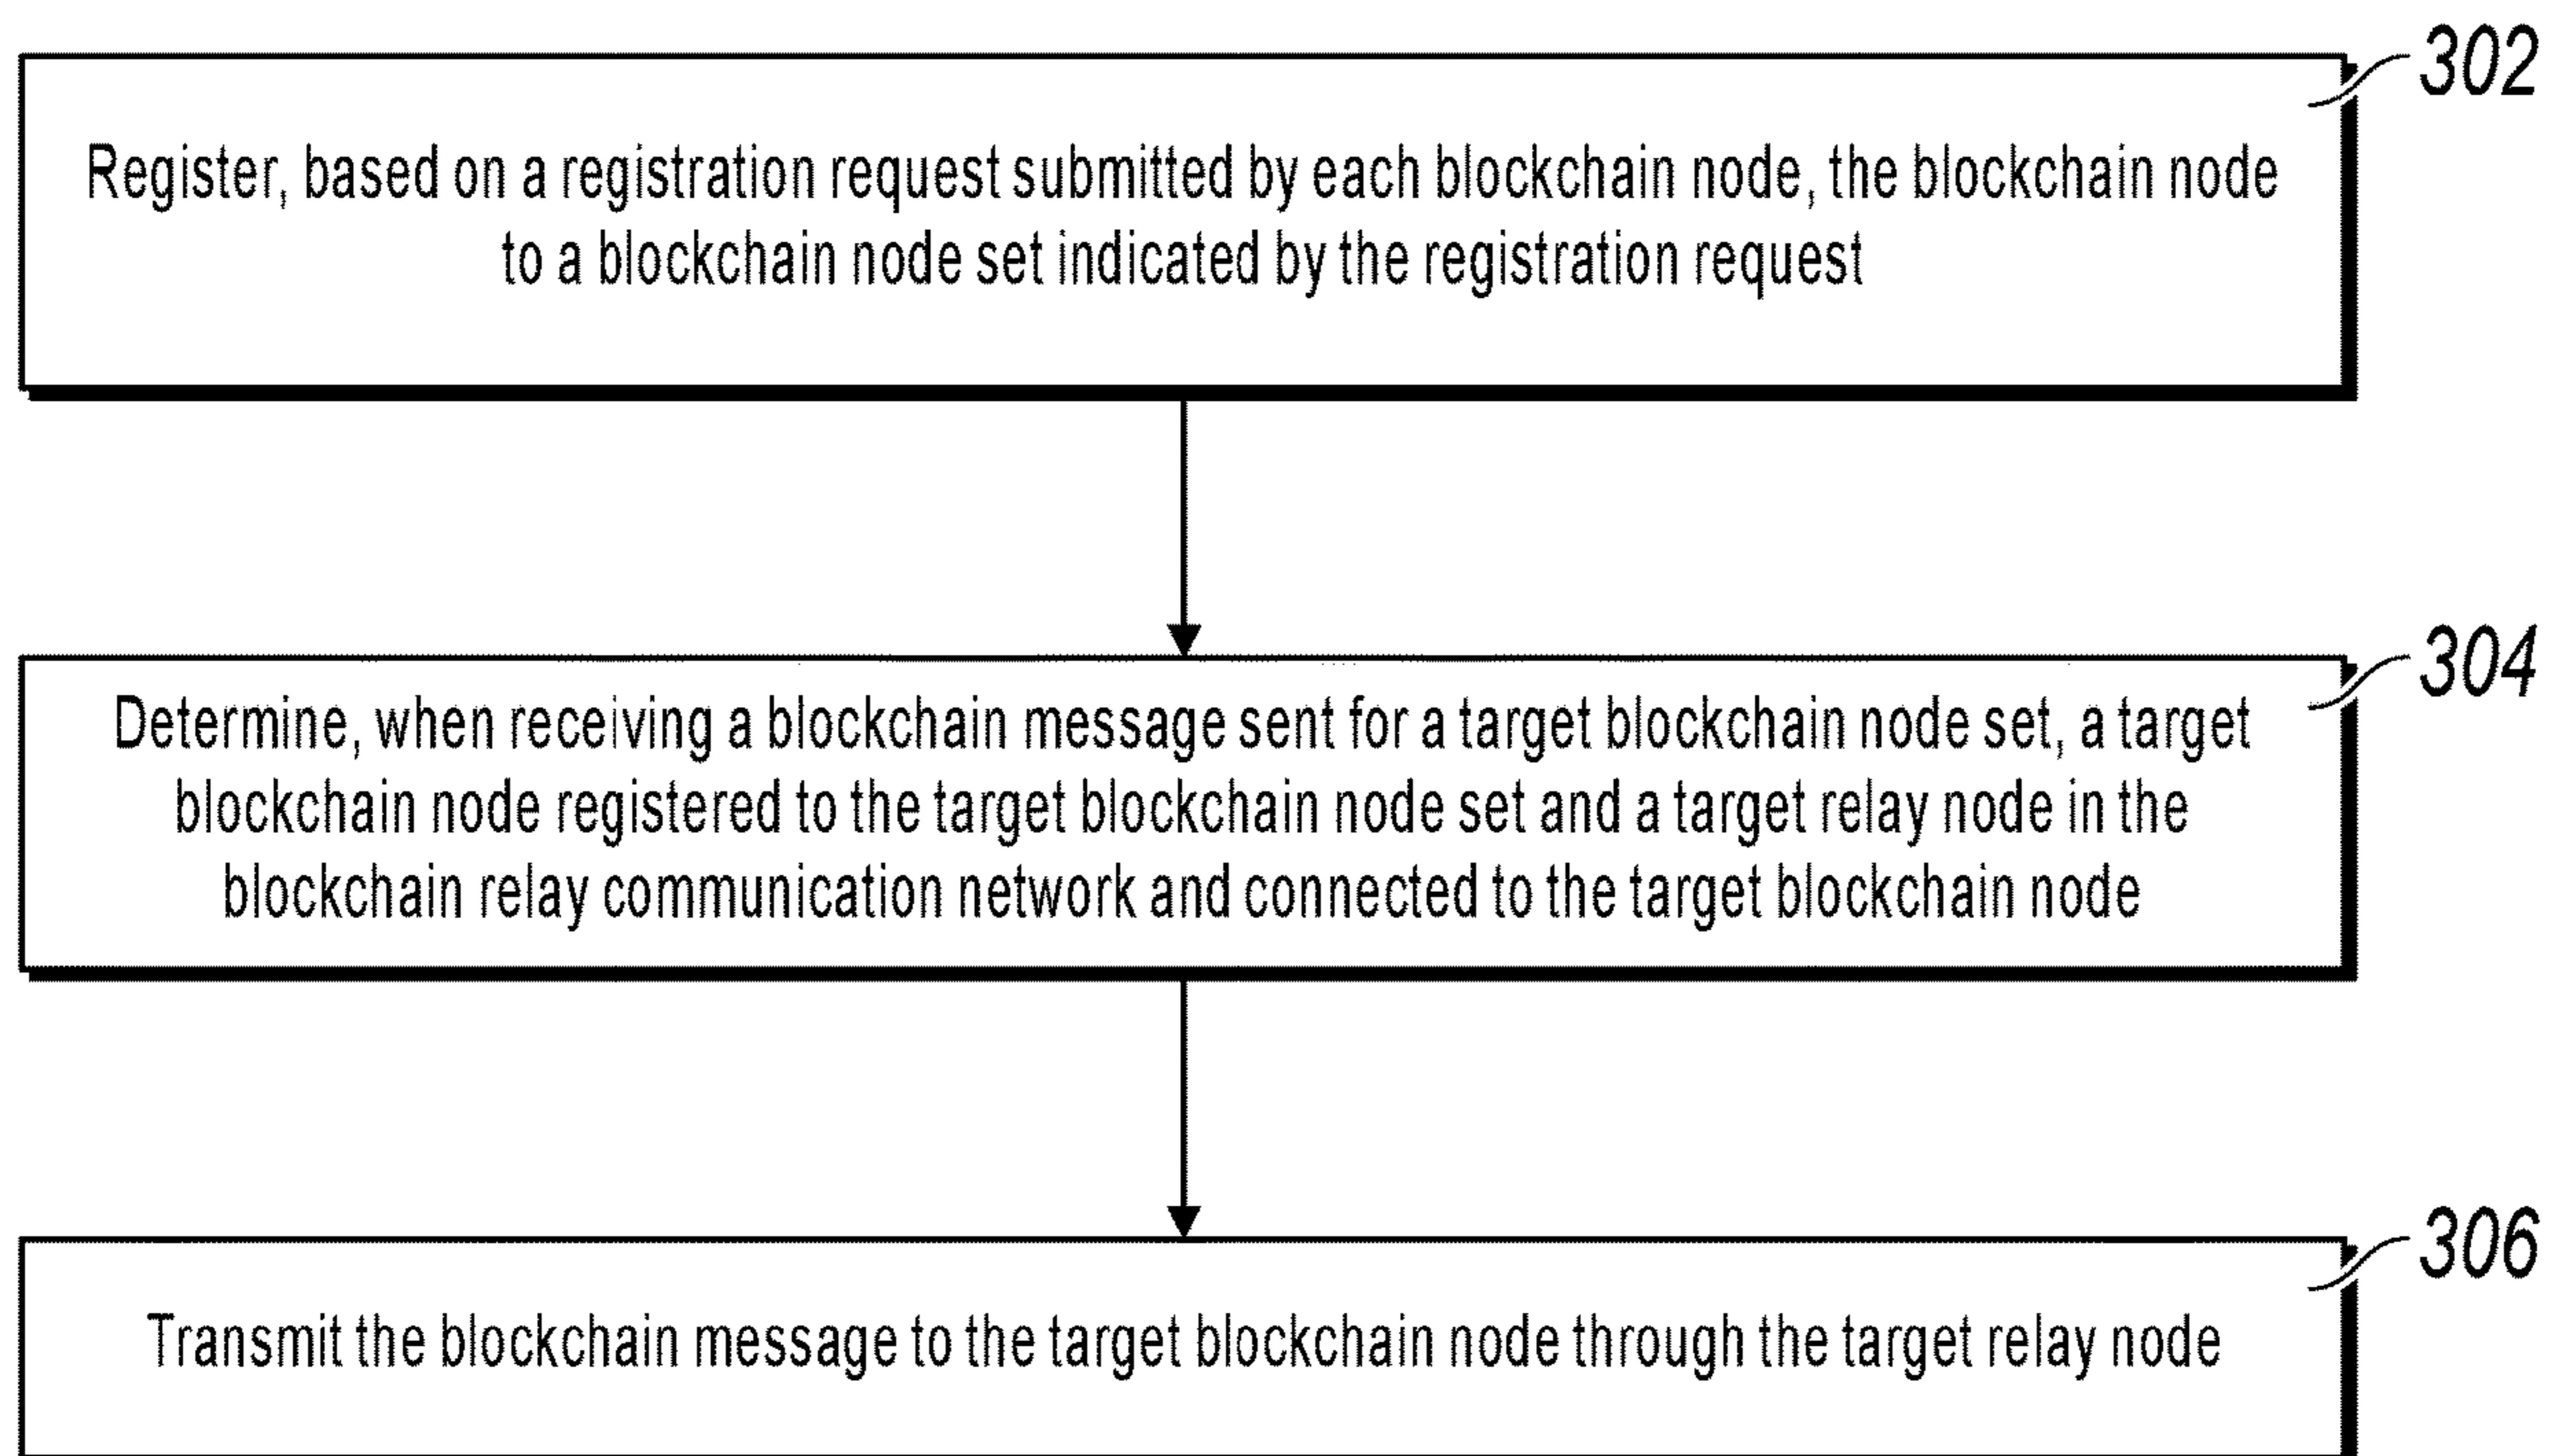 302
Register, based on a registration request submitted by each blockchain node, the blockchain node
to a blockchain node set indicated by the registration request
304
Determine, when receiving a blockchain message sent for a target blockchain node set, a target
blockchain node registered to the target blockchain node set and a target relay node in the
blockchain relay communication network and connected to the target blockchain node
306
Transmit the blockchain message to the target blockchain node through the target relay node